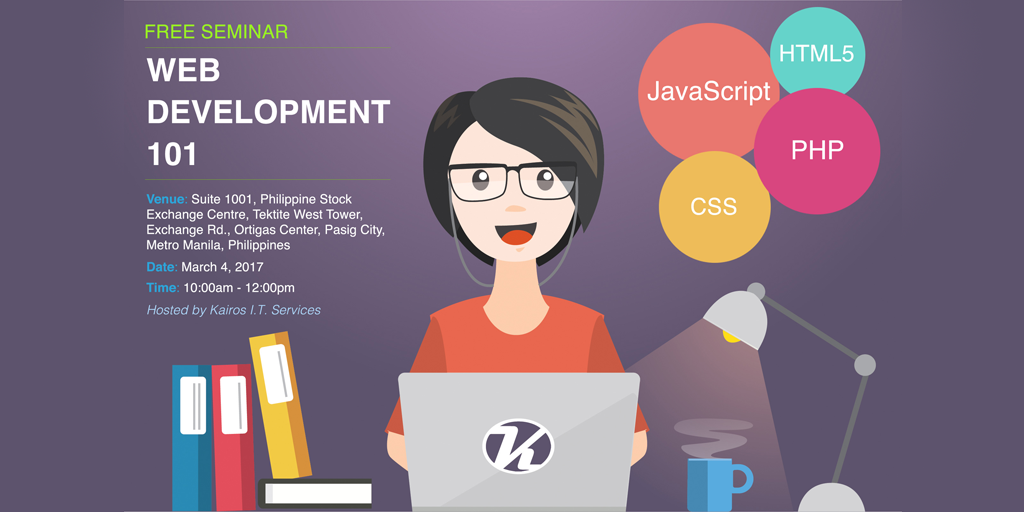 FREE SEMINAR
WEB
DEVELOPMENT
101
Venue: Suite 1001, Philippine Stock
Exchange Centre, Tektite West Tower,
Exchange Rd., Ortigas Center, Pasig City,
Metro Manila, Philippines
Date: March 4, 2017
Time: 10:00am - 12:00pm
Hosted by Kairos I.T. Services
HTML5
JavaScript
PHP
CSS
K